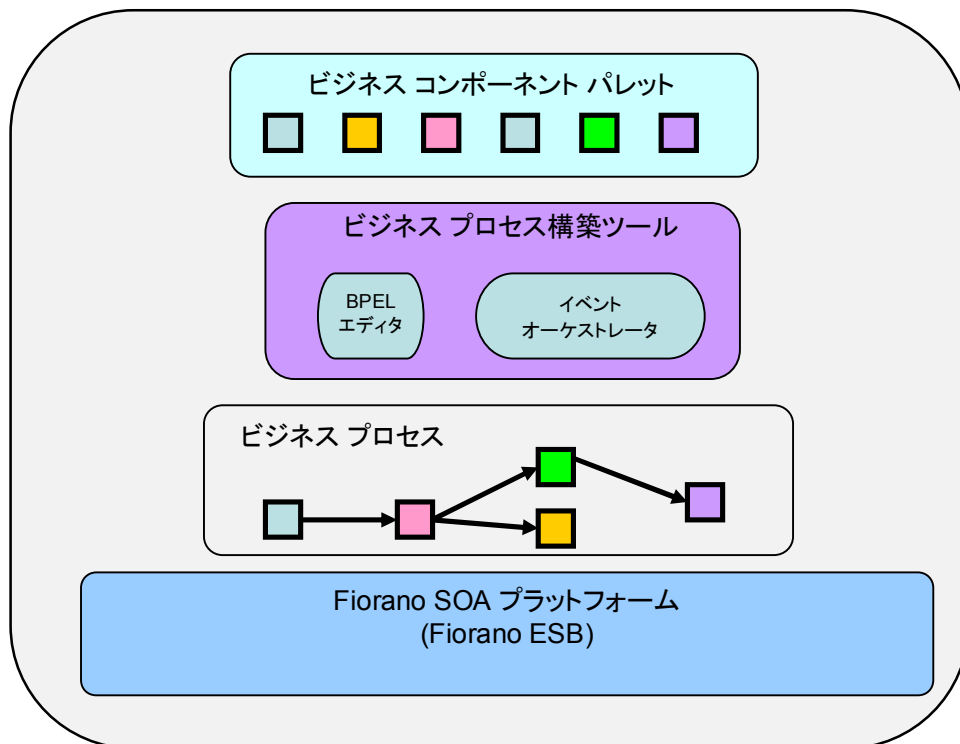 ビジネス コンポーネント パレット
ビジネス プロセス構築ツール
BPEL
エディタ
イベント
オーケストレータ
ビジネス プロセス
Fiorano SOA プラットフォーム
(Fiorano ESB)